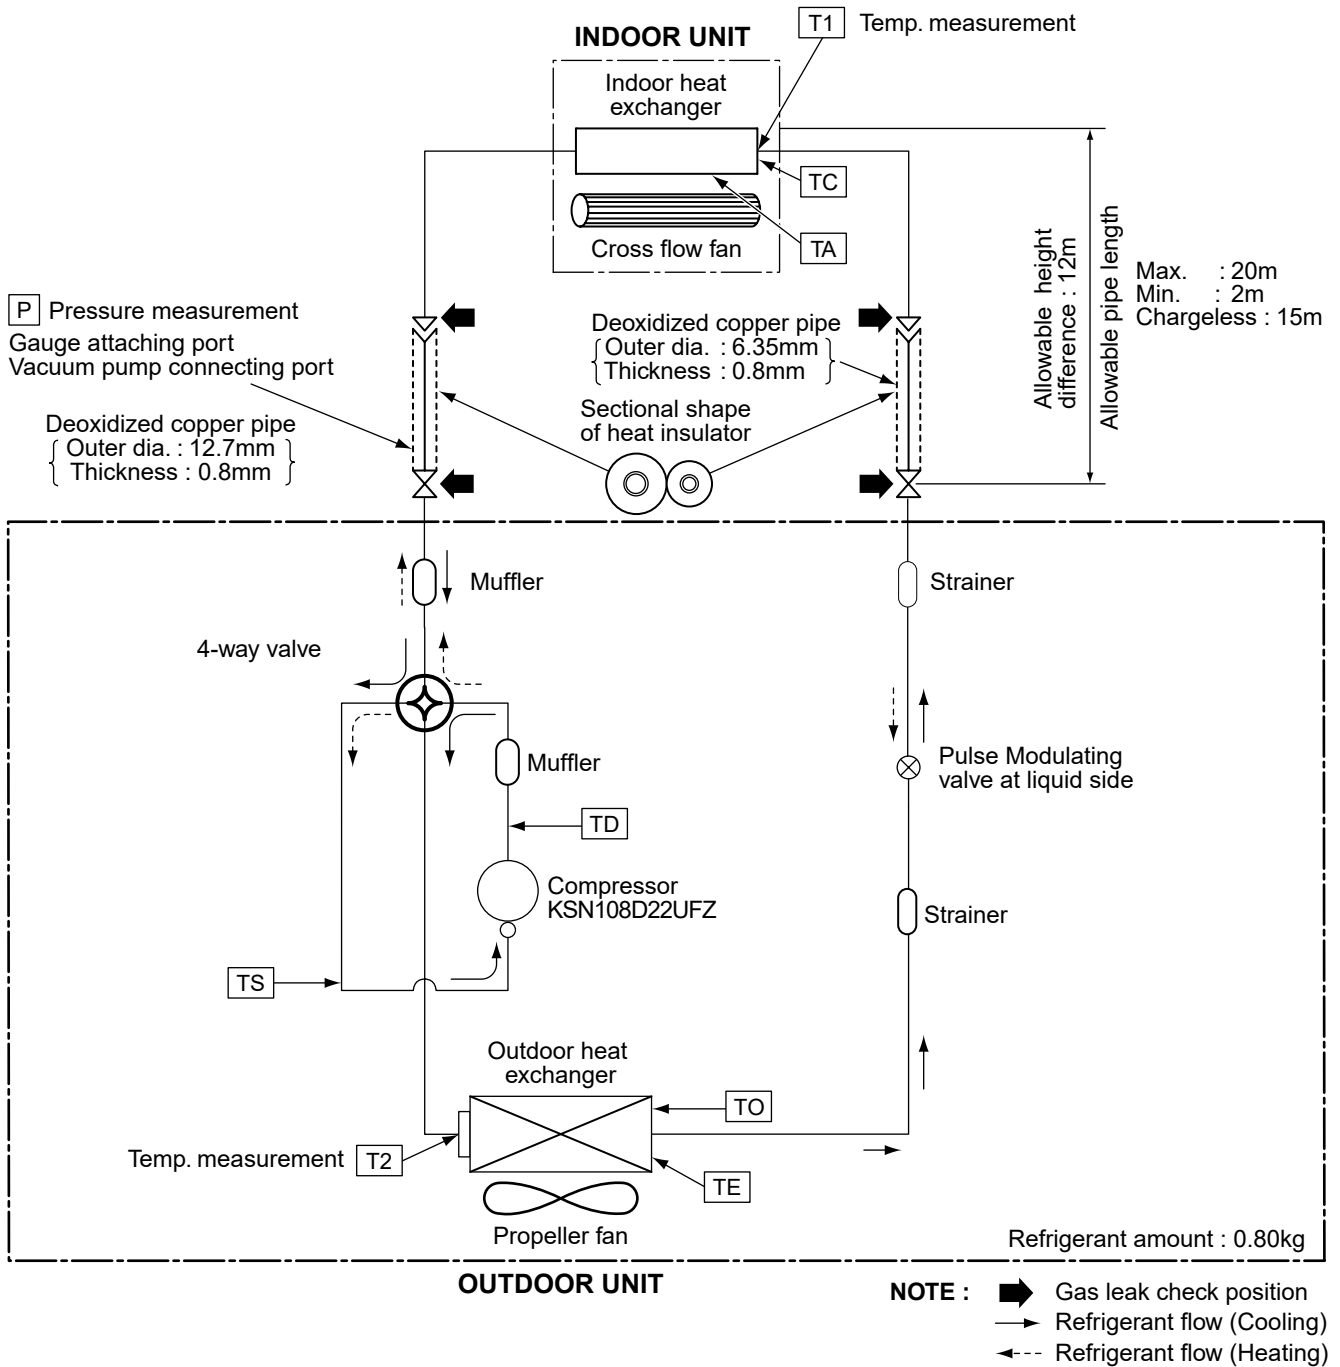 T1 Temp. measurement
INDOOR UNIT
Indoor heat
exchanger
TC
TA
Cross flow fan
Allowable height
difference : 12m
Allowable pipe length
Max. : 20m
Min. : 2m
Chargeless : 15m
P Pressure measurement
Gauge attaching port
Vacuum pump connecting port
Deoxidized copper pipe
Outer dia. : 12.7mm
Thickness : 0.8mm
Deoxidized copper pipe
Outer dia. : 6.35mm
Thickness : 0.8mm
Sectional shape
of heat insulator
Muffler
Strainer
4-way valve
Muffler
Pulse Modulating
valve at liquid side
TD
Compressor
KSN108D22UFZ
Strainer
TS
Outdoor heat
exchanger
TO
Temp. measurement T2
TE
Propeller fan
Refrigerant amount : 0.80kg
OUTDOOR UNIT
NOTE : Gas leak check position
Refrigerant flow (Cooling)
Refrigerant flow (Heating)